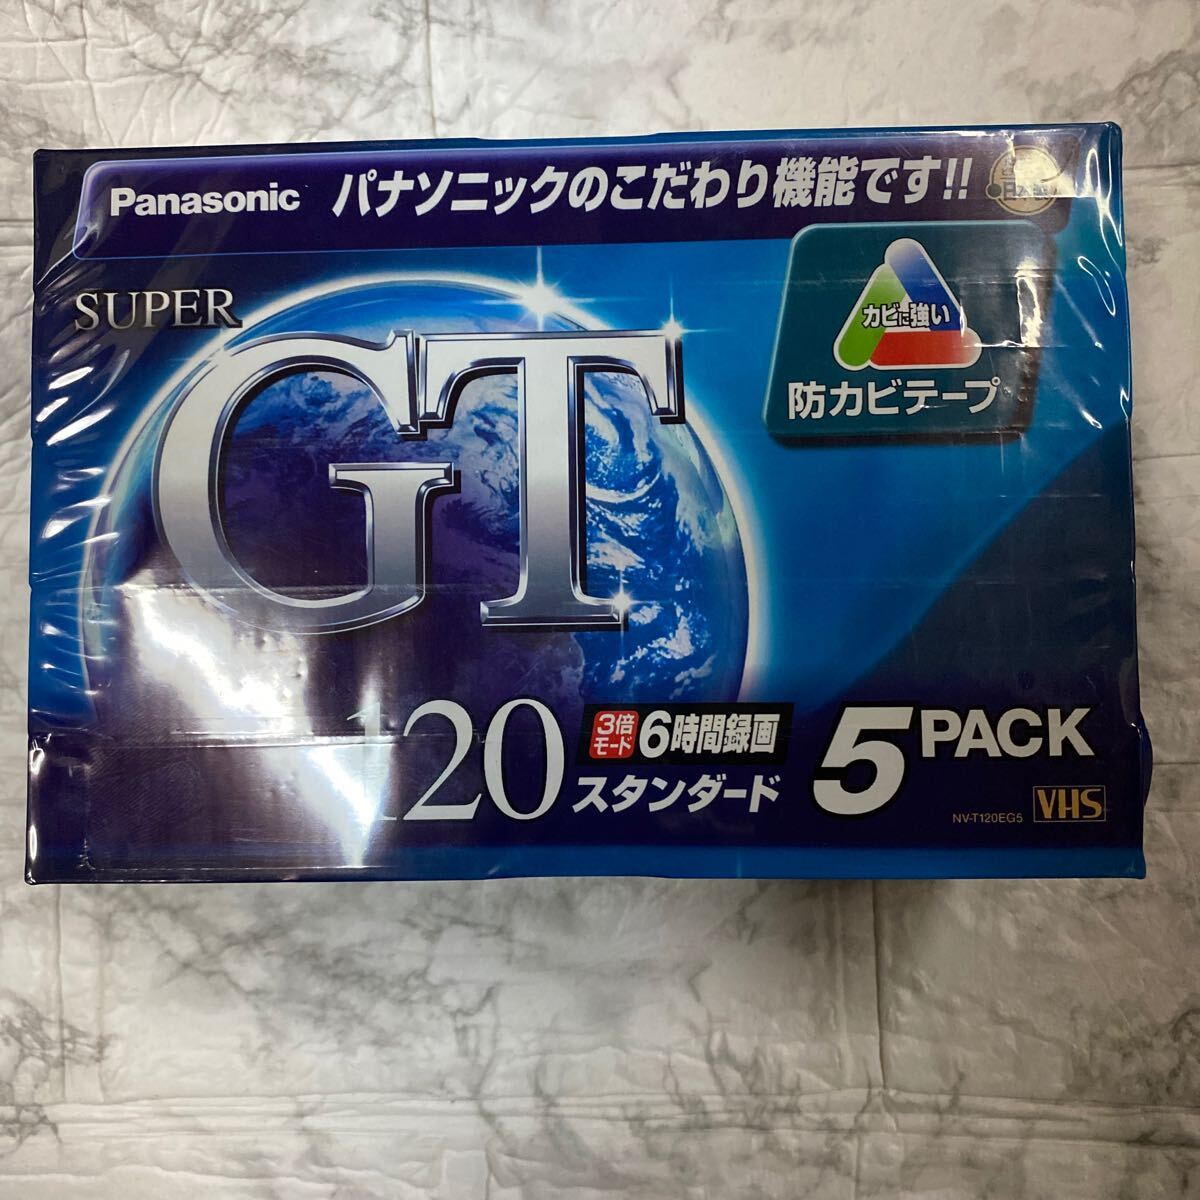 Panasonic パナソニックのこだわり機能です!!
SUPER
GT
カビに強い
防カビテープ
120
3倍モード 6時間録画
スタンダード
5 PACK
NV-T120EG5 VHS